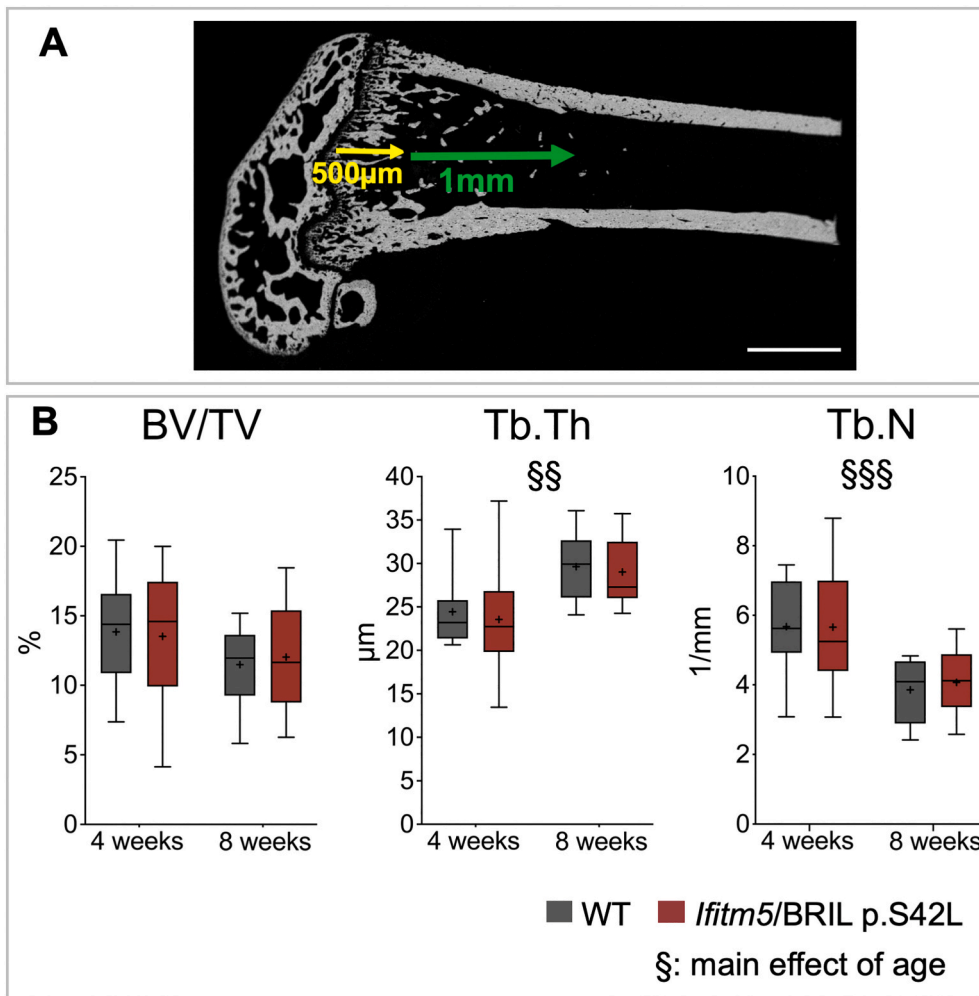 A
500µm
1mm
B
BV/TV
Tb.Th
Tb.N
§§
§§§
25
20
15
10
5
0
%
4 weeks
8 weeks
40
35
30
25
20
15
10
5
0
µm
4 weeks
8 weeks
10
8
6
4
2
0
1/mm
4 weeks
8 weeks
WT
Ifitm5/BRIL p.S42L
§: main effect of age